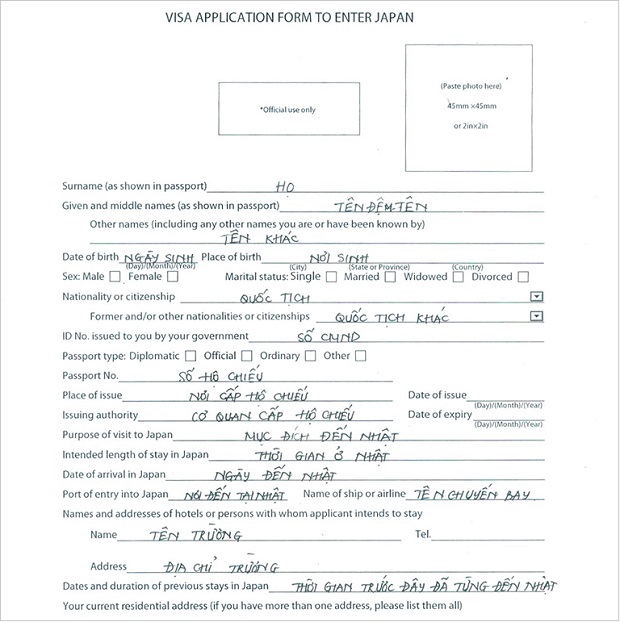 VISA APPLICATION FORM TO ENTER JAPAN
(Paste photo here)
45mm×45mm
or 2in×2in
*Official use only
Surname (as shown in passport) HỌ
Given and middle names (as shown in passport) TÊN ĐỆM-TÊN
Other names (including any other names you are or have been known by)
TÊN KHÁC
Date of birth NGÀY SINH Place of birth NƠI SINH
(Day)/(Month)/(Year) (City) (State or Province) (Country)
Sex: Male Female Marital status: Single Married Widowed Divorced
Nationality or citizenship QUỐC TỊCH
Former and/or other nationalities or citizenships QUỐC TỊCH KHÁC
ID No. issued to you by your government SỐ CMND
Passport type: Diplomatic Official Ordinary Other
Passport No. SỐ HỘ CHIẾU
Place of issue NƠI CẤP HỘ CHIẾU Date of issue
(Day)/(Month)/(Year)
Issuing authority CƠ QUAN CẤP HỘ CHIẾU Date of expiry
(Day)/(Month)/(Year)
Purpose of visit to Japan MỤC ĐÍCH ĐẾN NHẬT
Intended length of stay in Japan THỜI GIAN Ở NHẬT
Date of arrival in Japan NGÀY ĐẾN NHẬT
Port of entry into Japan NƠI ĐẾN TẠI NHẬT Name of ship or airline TÊN CHUYẾN BAY
Names and addresses of hotels or persons with whom applicant intends to stay
Name TÊN TRƯỜNG Tel.
Address ĐỊA CHỈ TRƯỜNG
Dates and duration of previous stays in Japan THỜI GIAN TRƯỚC ĐÂY ĐÃ TỪNG ĐẾN NHẬT
Your current residential address (if you have more than one address, please list them all)